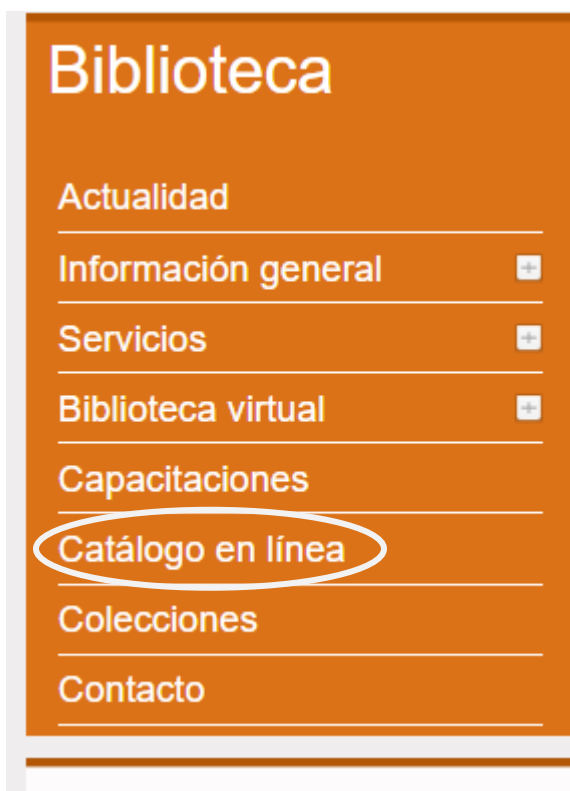 Biblioteca
Actualidad
Información general
Servicios
Biblioteca virtual
Capacitaciones
Catálogo en línea
Colecciones
Contacto